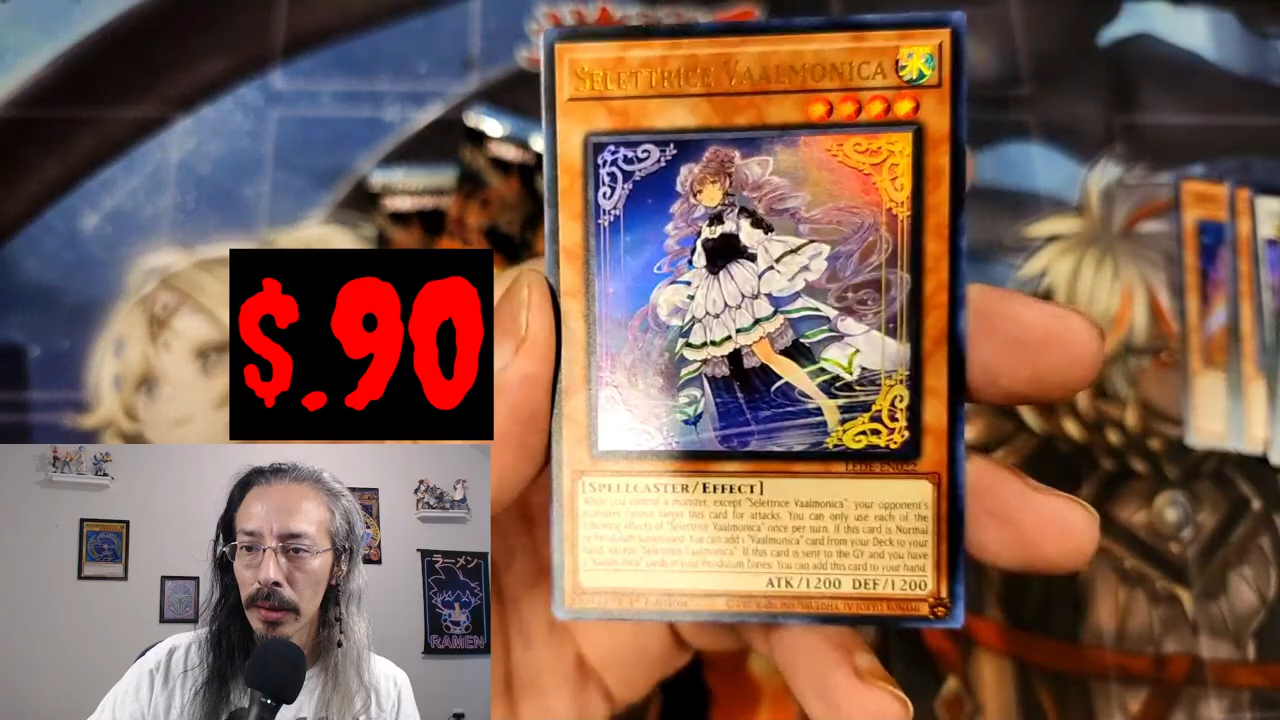 SELETTRICE VAALMONICA
$.90
LEDE-EN022
[SPELLCASTER/EFFECT]
While you control a monster, except "Selettrice Vaalmonica", your opponent's
monsters cannot target this card for attacks. You can only use each of the
following effects of "Selettrice Vaalmonica" once per turn. If this card is Normal
or Pendulum Summoned: You can add 1 "Vaalmonica" card from your Deck to your
hand, except "Selettrice Vaalmonica". If this card is sent to the GY and you have
2 "Vaalmonica" cards in your Pendulum Zones: You can add this card to your hand.
ATK/1200 DEF/1200
ラーメン
RAMEN